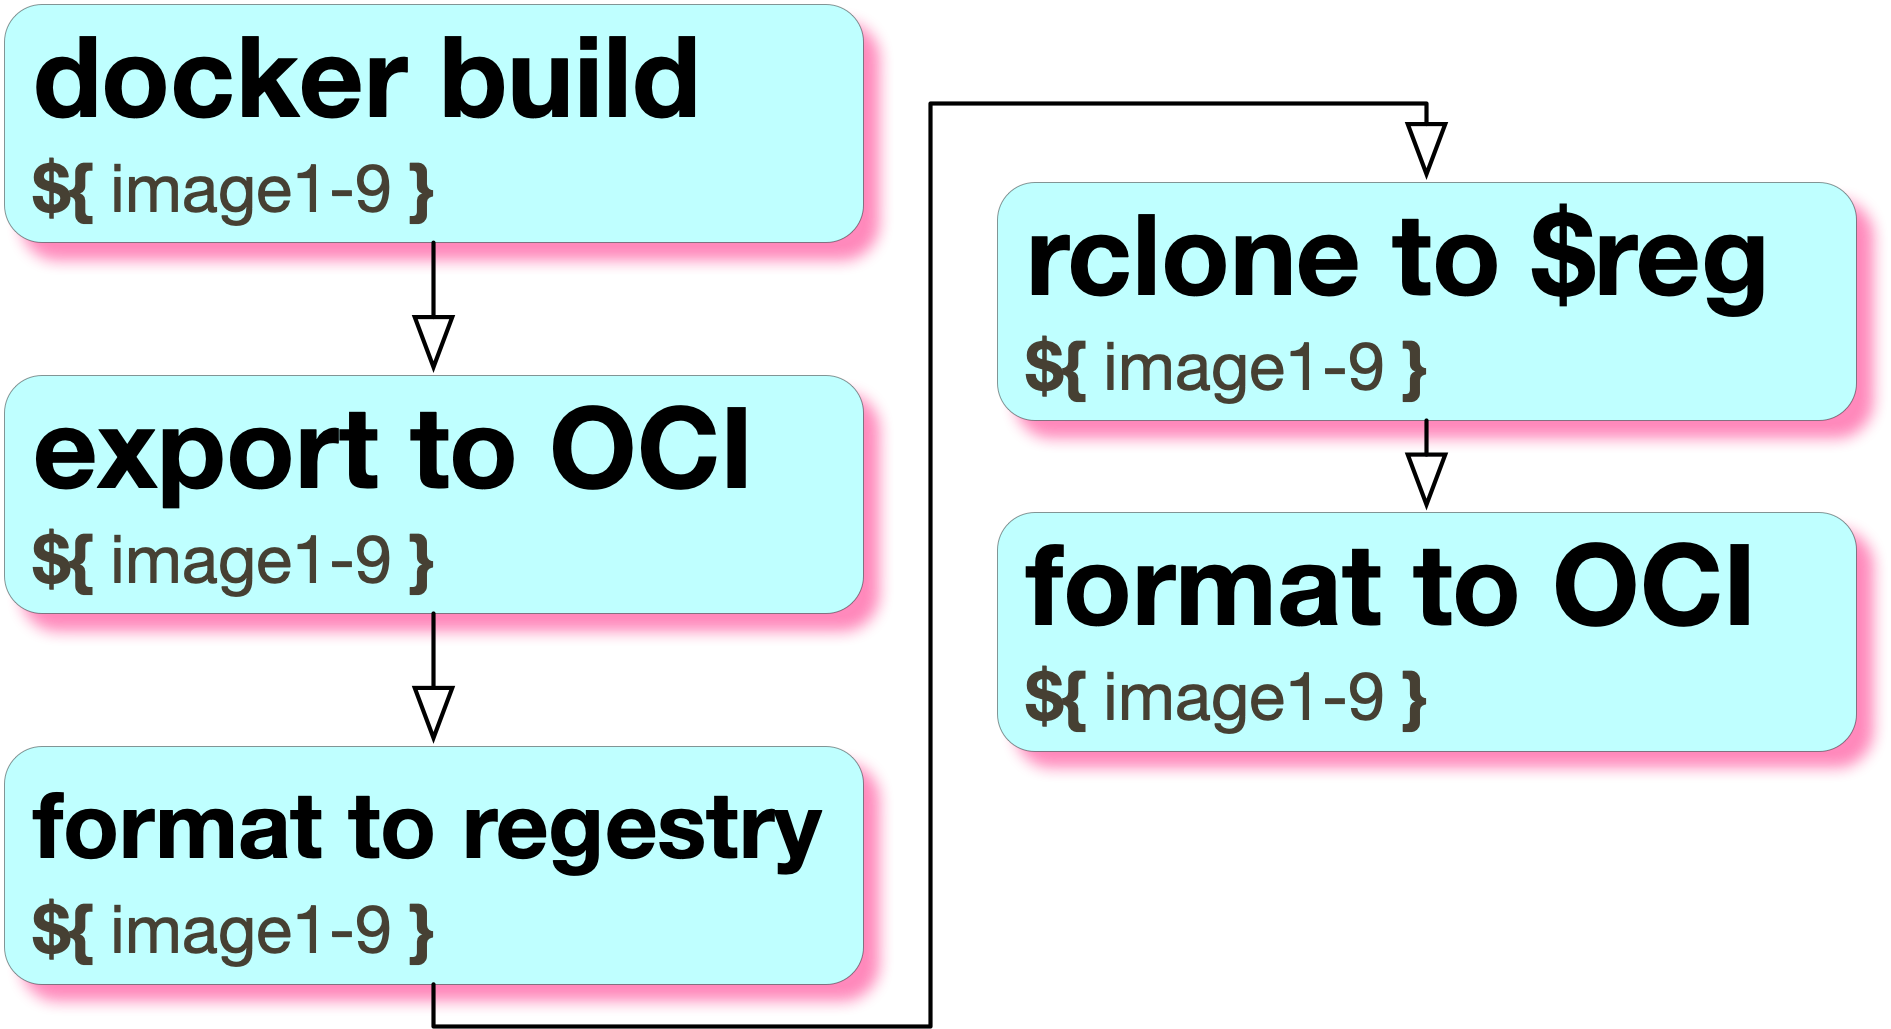 docker build
${ image1-9 }
export to OCI
${ image1-9 }
format to regestry
${ image1-9 }
rclone to $reg
${ image1-9 }
format to OCI
${ image1-9 }